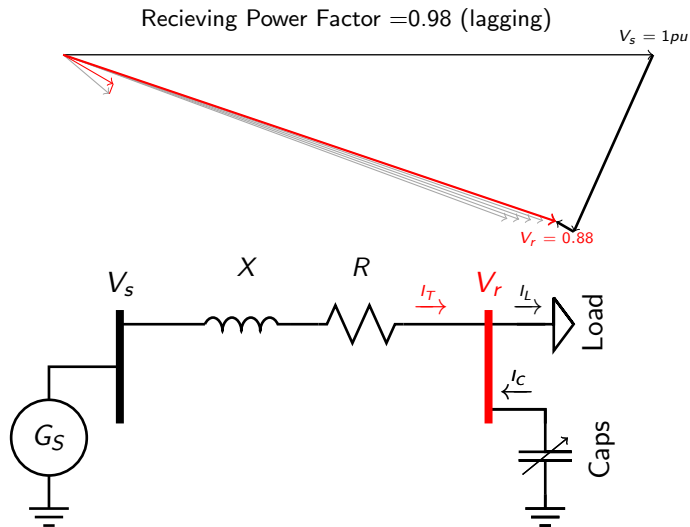 Recieving Power Factor =0.98 (lagging)
V_s = 1pu
V_r = 0.88
X
R
V_s
I_T
V_r
I_L
Load
I_C
G_S
Caps